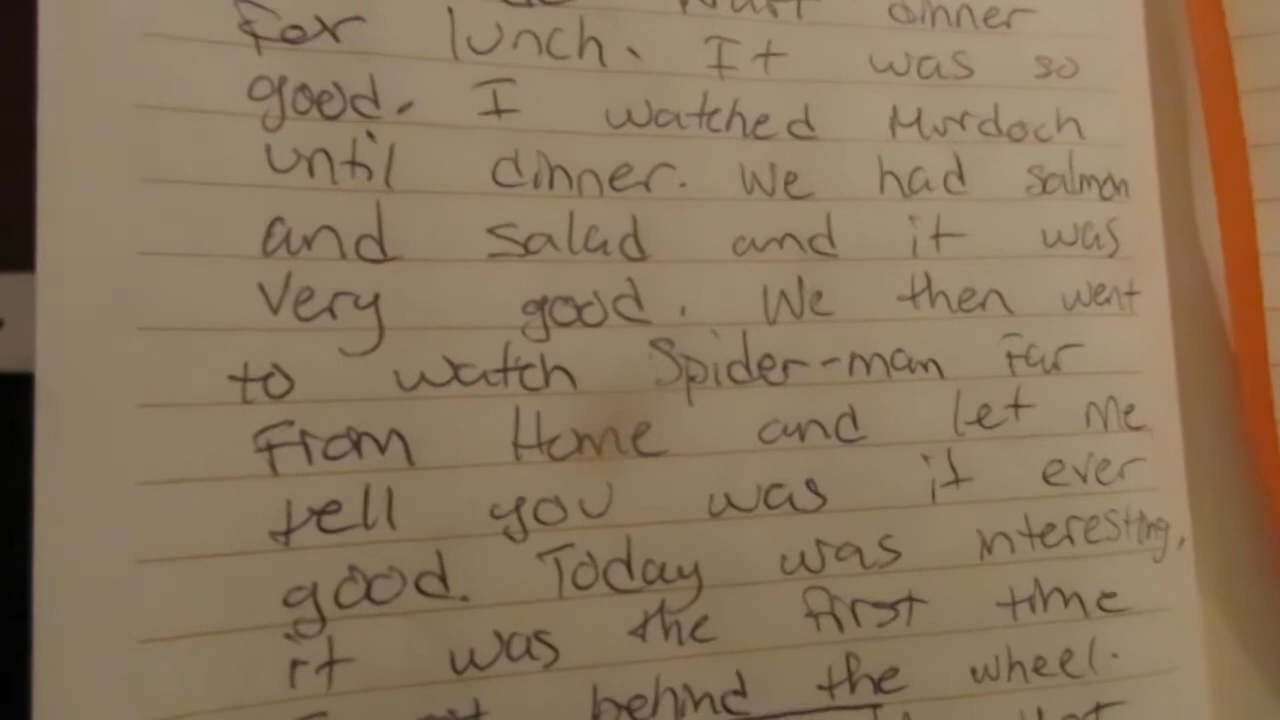 dinner
for lunch. It was so
good. I watched Murdoch
until dinner. We had salmon
and salad and it was
very good. We then went
to watch Spider-man Far
From Home and let me
tell you was it ever
good. Today was interesting,
it was the first time
behind the wheel.